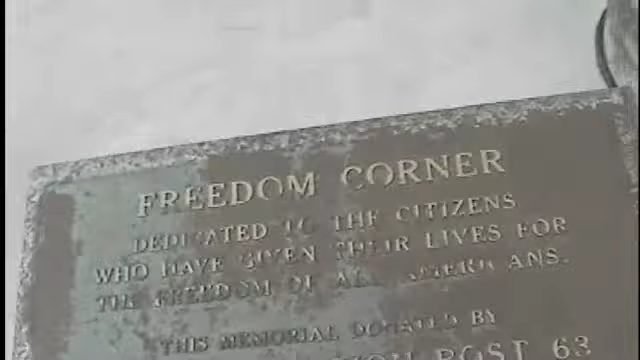 FREEDOM CORNER
DEDICATED TO THE CITIZENS
WHO HAVE GIVEN THEIR LIVES FOR
THE FREEDOM OF ALL AMERICANS.
THIS MEMORIAL DONATED BY
POST 63